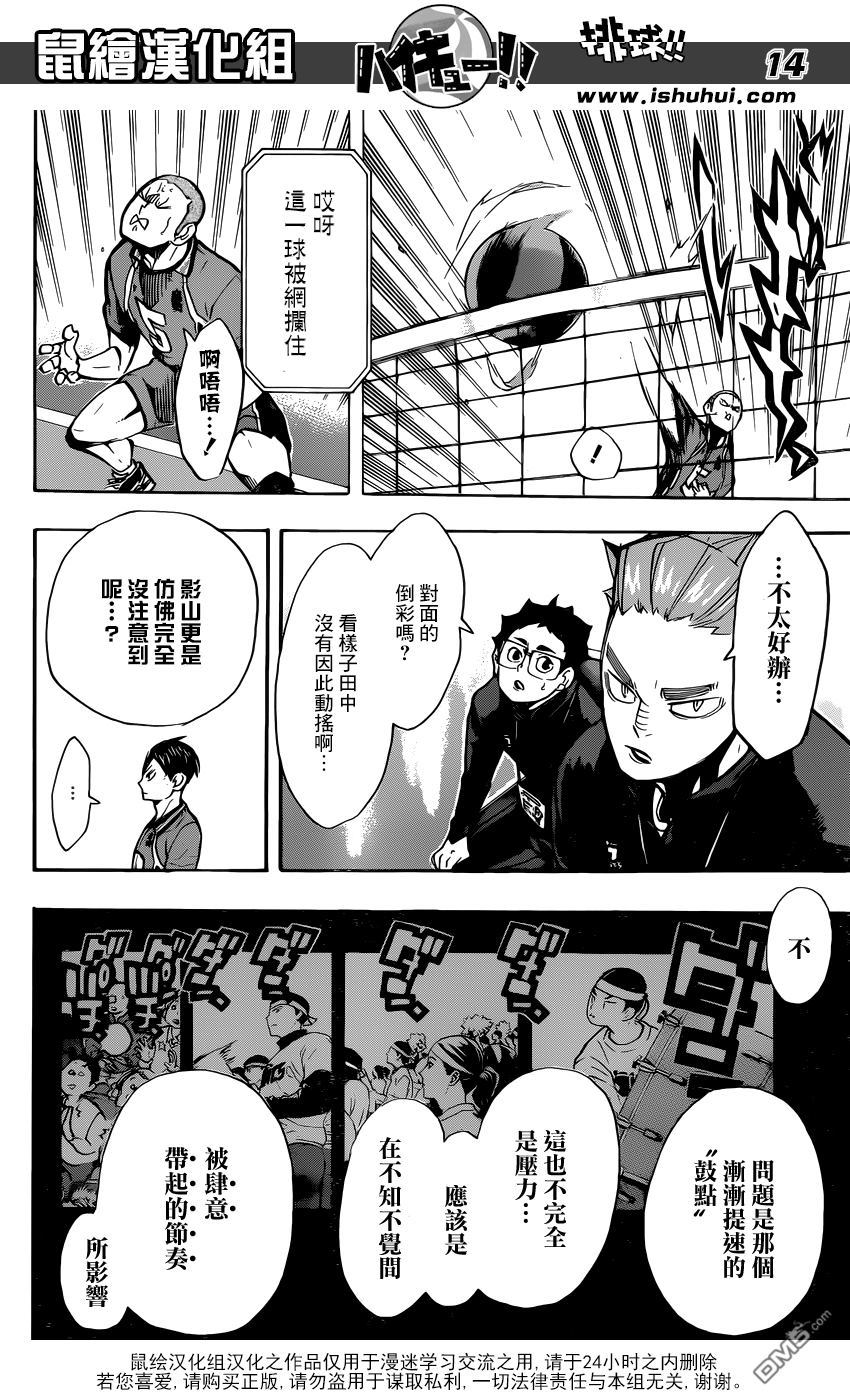 鼠繪漢化組
ハイキュー!!
排球!!
14
www.ishuhui.com
!
哎呀
這一球被網攔住
啊唔唔…!
…不太好辦…
對面的
倒彩嗎?
看樣子田中
沒有因此動搖啊…
影山更是
仿佛完全
沒注意到
呢…?
…
不
問題是那個
漸漸提速的
〝鼓點〞
這也不完全
是壓力…
應該是
在不知不覺間
被肆意
帶起的節奏
所影響
鼠绘汉化组汉化之作品仅用于漫迷学习交流之用,请于24小时之内删除
若您喜爱,请购买正版,请勿用于谋取私利,一切法律责任与本组无关,谢谢.
DM5.com